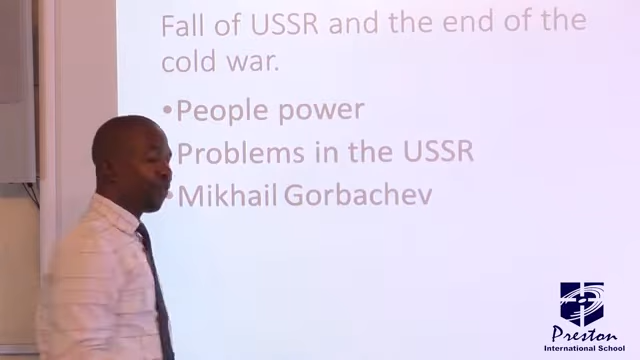 Fall of USSR and the end of the
cold war.
•People power
Problems in the USSR
•Mikhail Gorbachev
Preston
International School